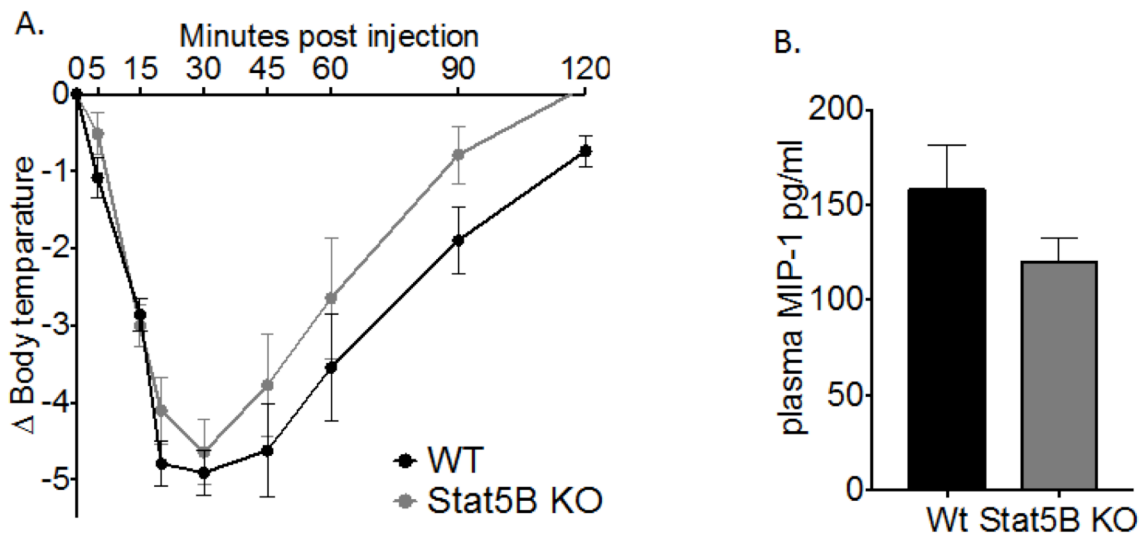 A.
Minutes post injection
0 5 15 30 45 60 90 120
0
-1
-2
-3
-4
-5
Δ Body temparature
WT
Stat5B KO
B.
200
150
100
50
0
plasma MIP-1 pg/ml
Wt Stat5B KO